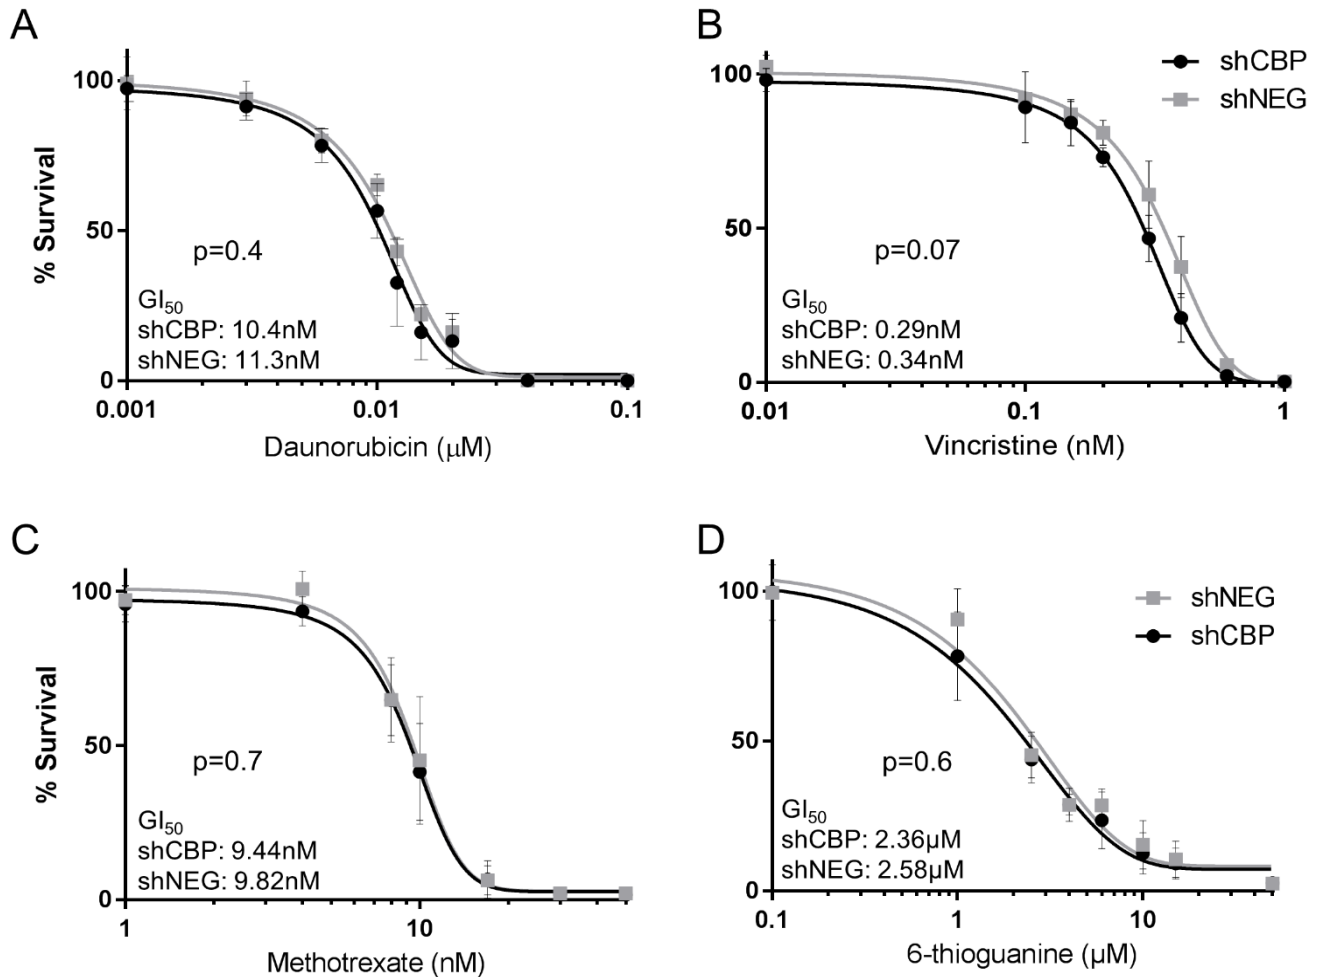 A
100
50
0
% Survival
p=0.4
GI₅₀
shCBP: 10.4nM
shNEG: 11.3nM
0.001
0.01
0.1
Daunorubicin (µM)
B
shCBP
shNEG
100
50
0
p=0.07
GI₅₀
shCBP: 0.29nM
shNEG: 0.34nM
0.01
0.1
1
Vincristine (nM)
C
100
50
0
% Survival
p=0.7
GI₅₀
shCBP: 9.44nM
shNEG: 9.82nM
1
10
Methotrexate (nM)
D
shNEG
shCBP
100
50
0
p=0.6
GI₅₀
shCBP: 2.36µM
shNEG: 2.58µM
0.1
1
10
6-thioguanine (µM)